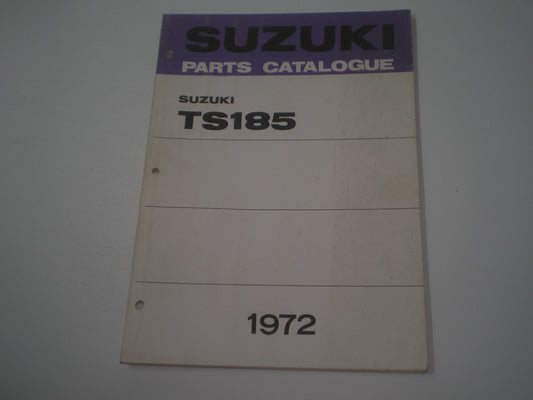 SUZUKI
PARTS CATALOGUE
SUZUKI
TS185
1972